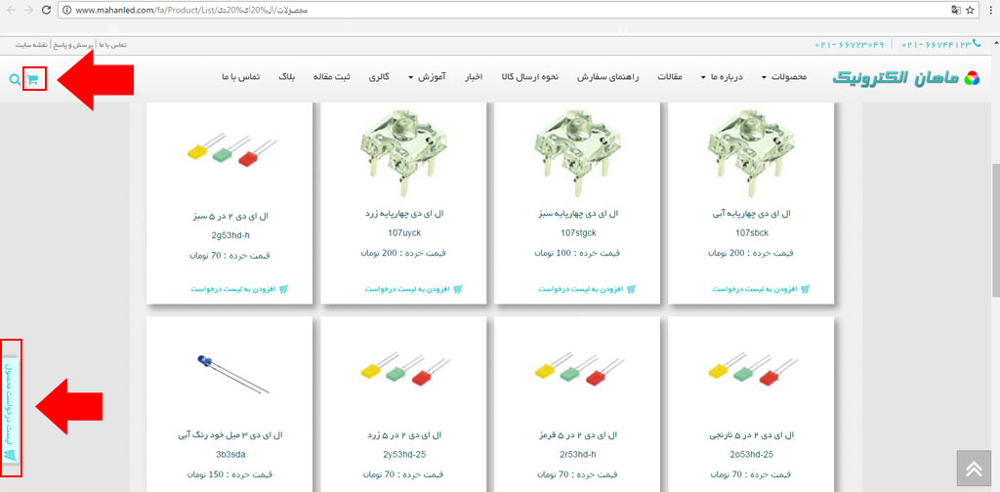 www.mahanled.com/fa/Product/List/محصولات/ال%20ای%20دی
۰۲۱- ۶۶۷۲۳۰۴۹ | ۰۲۱- ۶۶۷۴۴۱۲۳
تماس با ما | پرسش و پاسخ | نقشه سایت
ماهان الکترونیک
محصولات درباره ما مقالات راهنمای سفارش نحوه ارسال کالا اخبار آموزش گالری ثبت مقاله بلاگ تماس با ما
ال ای دی چهارپایه آبی
107sbck
قیمت خرده : 200 تومان
افزودن به لیست درخواست
ال ای دی چهارپایه سبز
107stgck
قیمت خرده : 100 تومان
افزودن به لیست درخواست
ال ای دی چهارپایه زرد
107uyck
قیمت خرده : 200 تومان
افزودن به لیست درخواست
ال ای دی ۲ در ۵ سبز
2g53hd-h
قیمت خرده : 70 تومان
افزودن به لیست درخواست
ال ای دی ۲ در ۵ نارنجی
2o53hd-25
قیمت خرده : 70 تومان
ال ای دی ۲ در ۵ قرمز
2r53hd-h
قیمت خرده : 70 تومان
ال ای دی ۲ در ۵ زرد
2y53hd-25
قیمت خرده : 70 تومان
ال ای دی ۳ میل خود رنگ آبی
3b3sda
قیمت خرده : 150 تومان
لیست درخواست محصول